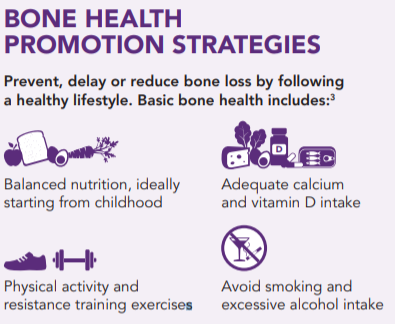 BONE HEALTH
PROMOTION STRATEGIES
Prevent, delay or reduce bone loss by following
a healthy lifestyle. Basic bone health includes:³
D
Balanced nutrition, ideally
starting from childhood
Adequate calcium
and vitamin D intake
Physical activity and
resistance training exercises
Avoid smoking and
excessive alcohol intake